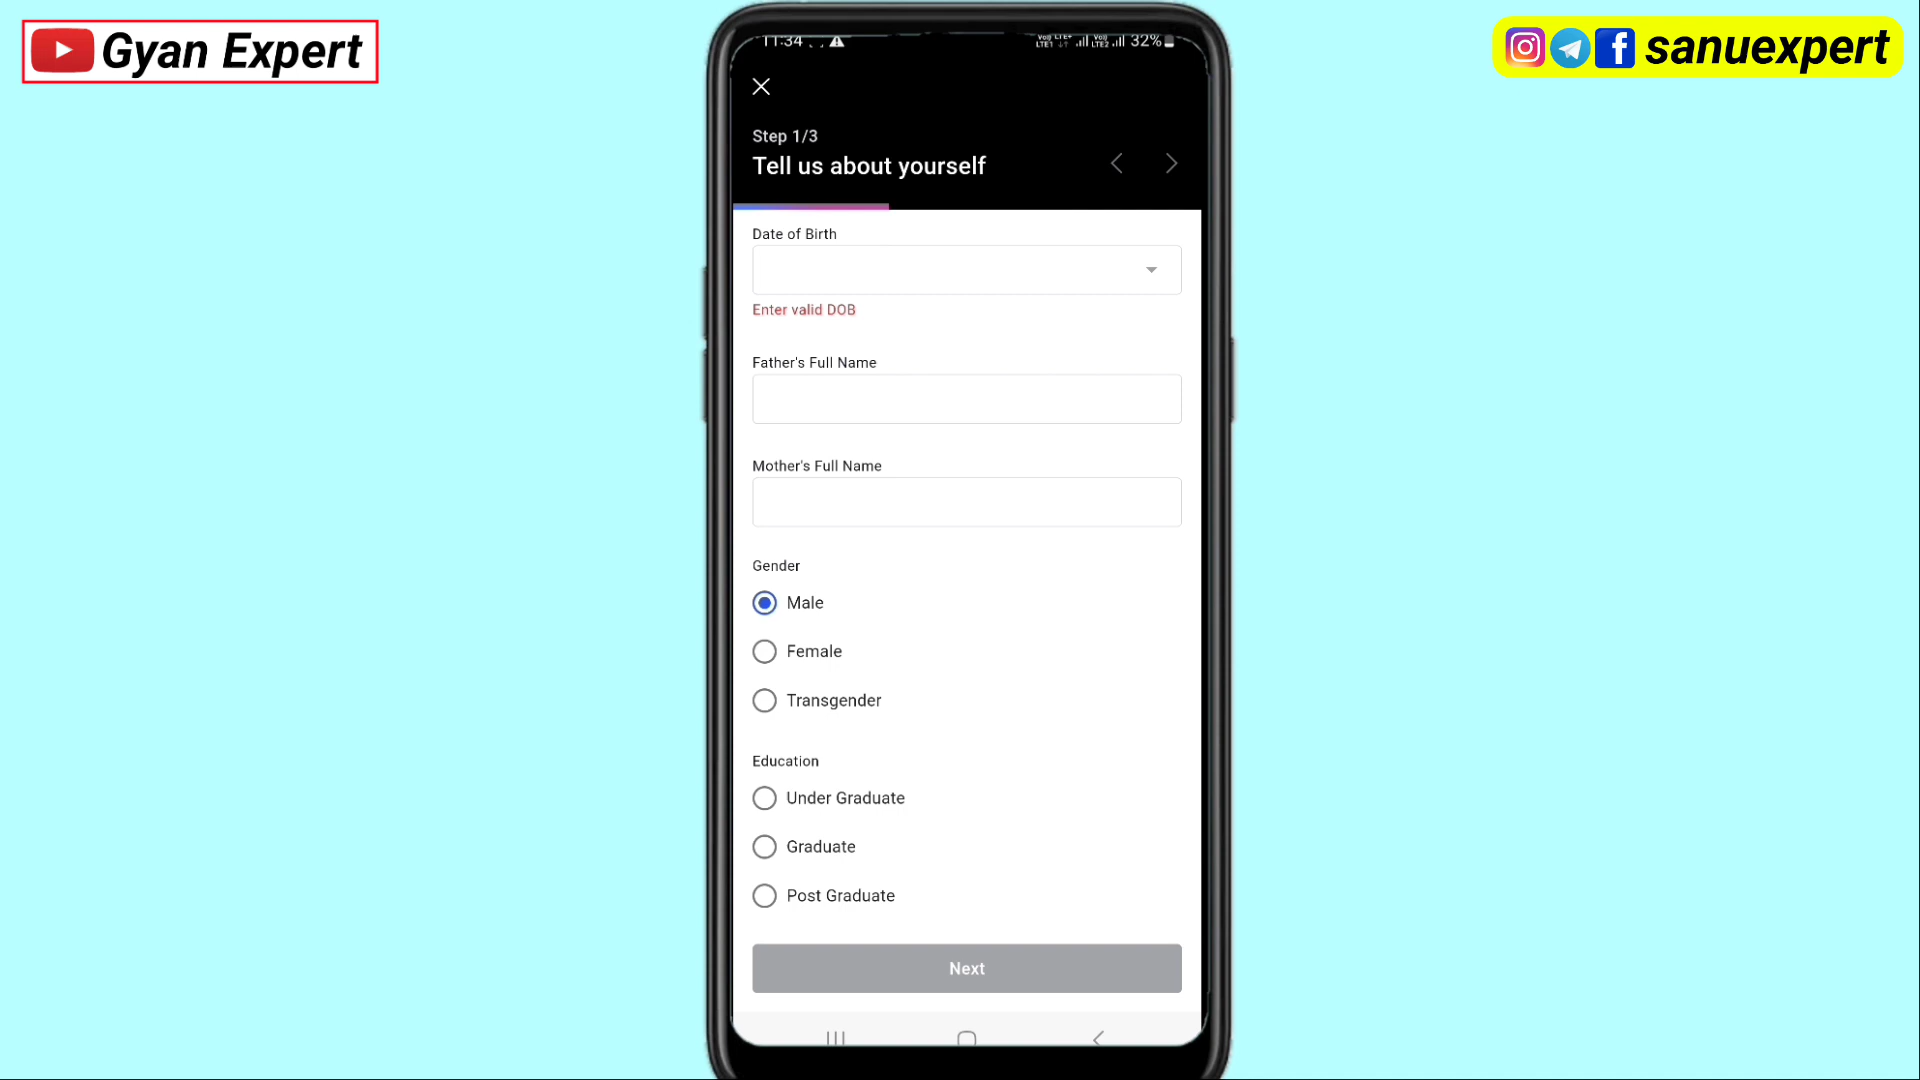 Gyan Expert
sanuexpert
11:34
32%
Step 1/3
Tell us about yourself
Date of Birth
Enter valid DOB
Father's Full Name
Mother's Full Name
Gender
Male
Female
Transgender
Education
Under Graduate
Graduate
Post Graduate
Next